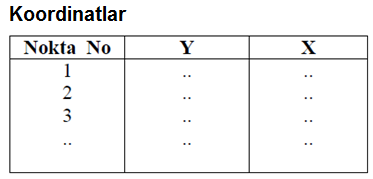 Koordinatlar
Nokta No Y X
1 .. ..
2 .. ..
3 .. ..
.. .. ..